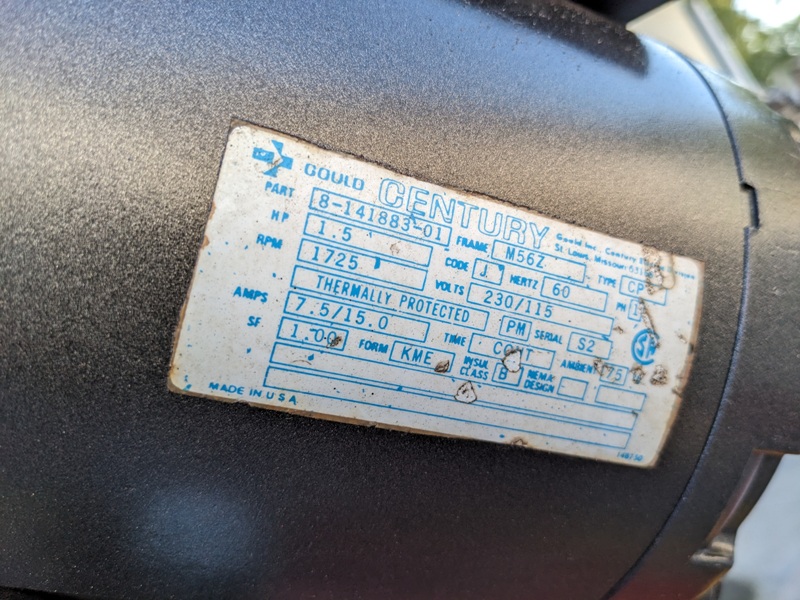 GOULD CENTURY
Gould Inc. Century
St. Louis, Missouri
PART 8-141883-01 FRAME M56Z TYPE CP
HP 1.5 CODE J HERTZ 60 PH 1
RPM 1725 VOLTS 230/115
THERMALLY PROTECTED PM SERIAL S2
AMPS 7.5/15.0 TIME CONT AMBIENT 75
SF 1.00 FORM KME INSUL CLASS B NEMA DESIGN
MADE IN U S A